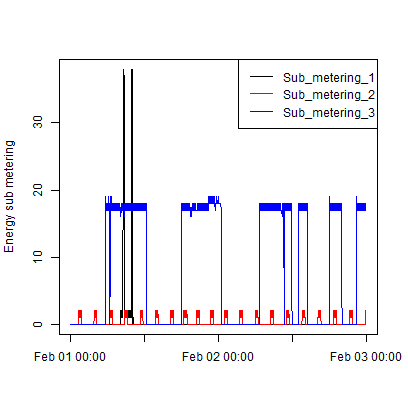 Sub_metering_1
Sub_metering_2
Sub_metering_3
Energy sub metering
30
20
10
0
Feb 01 00:00
Feb 02 00:00
Feb 03 00:00